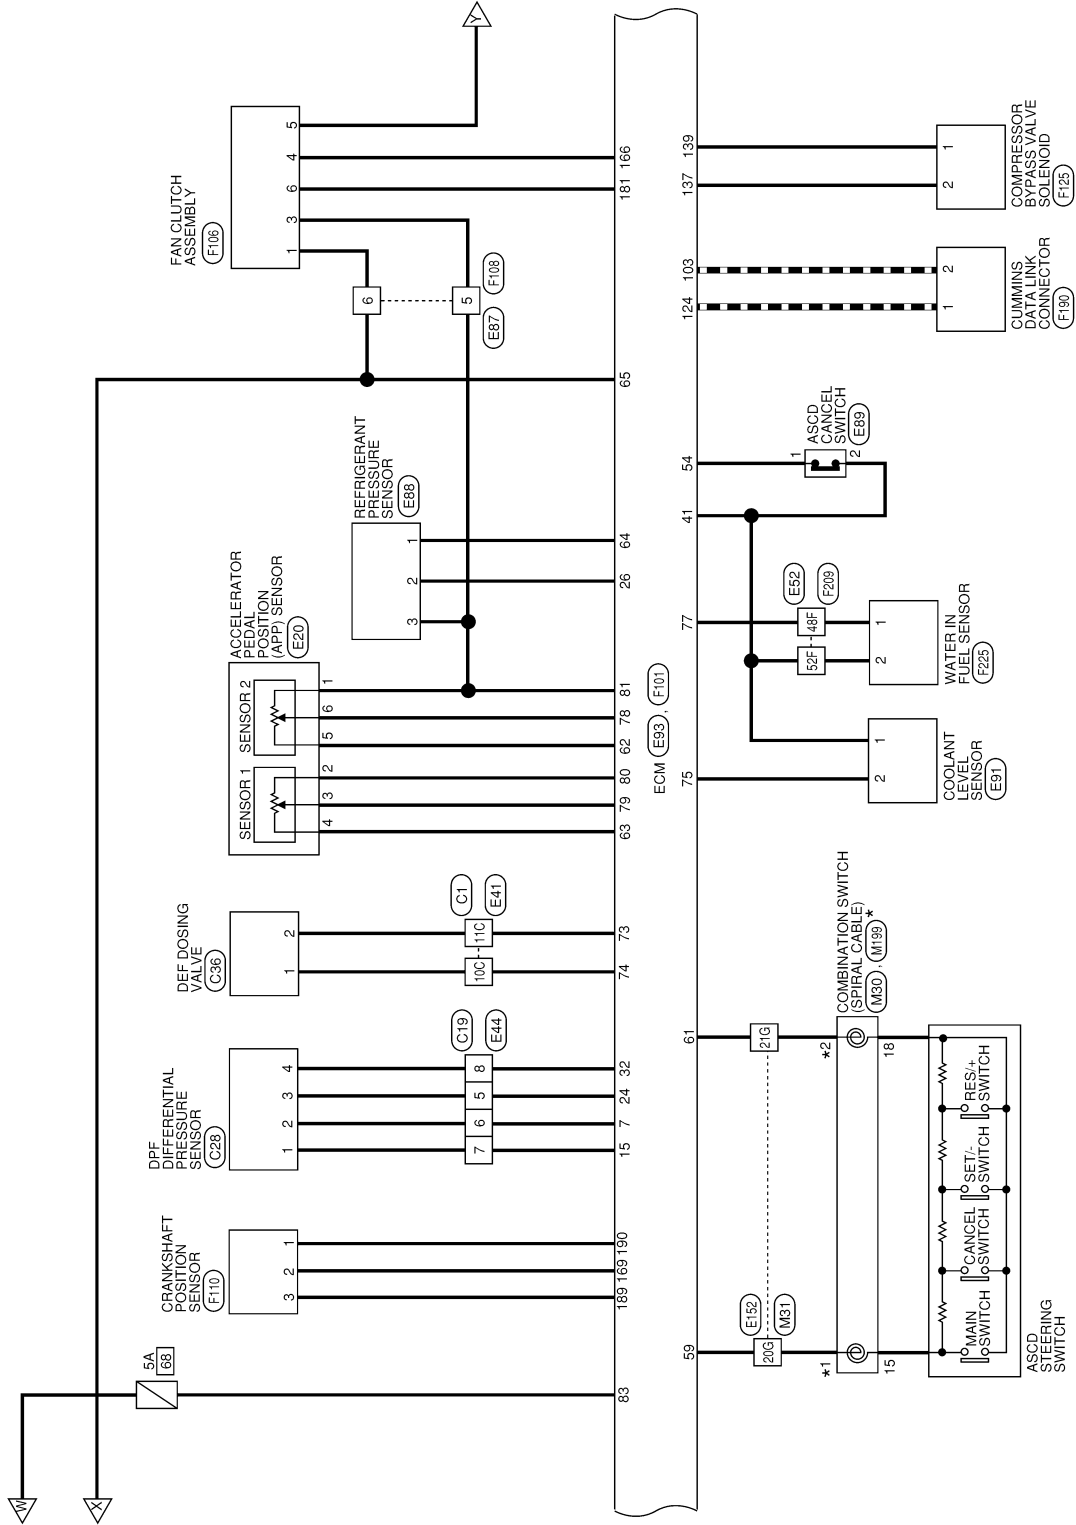 W
X
Y
5A
68
83
CRANKSHAFT
POSITION
SENSOR
F110
3
2
1
189
169
190
DPF
DIFFERENTIAL
PRESSURE
SENSOR
C28
1
2
3
4
7
6
5
8
C19
E44
15
7
24
32
DEF DOSING
VALVE
C36
1
2
10C
11C
C1
E41
74
73
ACCELERATOR
PEDAL
POSITION
(APP) SENSOR
E20
SENSOR 1
SENSOR 2
4
3
2
5
6
1
63
79
80
62
78
81
REFRIGERANT
PRESSURE
SENSOR
E88
3
2
1
26
64
65
FAN CLUTCH
ASSEMBLY
F106
1
3
6
4
5
6
5
E87
F108
181
166
ECM
E93 , F101
59
61
20G
21G
E152
M31
*1
*2
15
18
COMBINATION SWITCH
(SPIRAL CABLE)
M30 , M199 *
MAIN
SWITCH
CANCEL
SWITCH
SET/-
SWITCH
RES/+
SWITCH
ASCD
STEERING
SWITCH
75
77
41
54
2
1
COOLANT
LEVEL
SENSOR
E91
52F
48F
E52
F209
2
1
WATER IN
FUEL SENSOR
F225
1
2
ASCD
CANCEL
SWITCH
E89
124
103
1
2
CUMMINS
DATA LINK
CONNECTOR
F190
137
139
2
1
COMPRESSOR
BYPASS VALVE
SOLENOID
F125